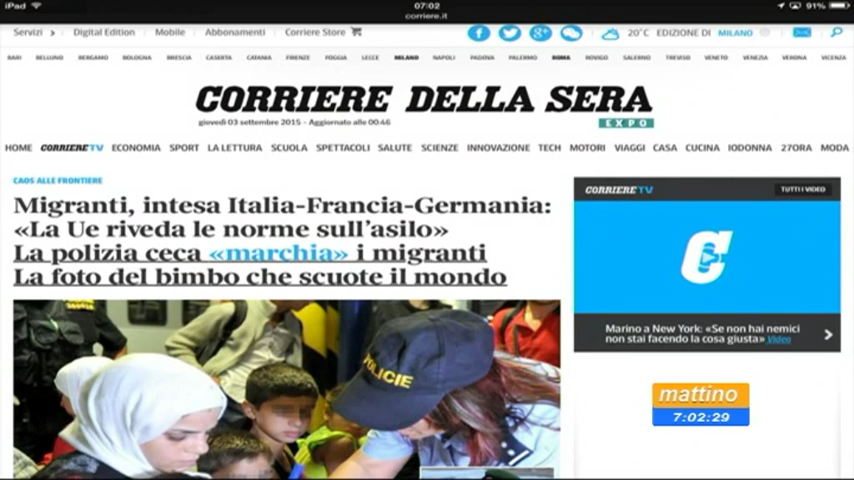 iPad 07:02 91%
corriere.it
Servizi > Digital Edition Mobile Abbonamenti Corriere Store 20°C EDIZIONE DI MILANO
BARI BELLUNO BERGAMO BOLOGNA BRESCIA CASERTA CATANIA FIRENZE FOGGIA LECCE MILANO NAPOLI PADOVA PALERMO ROMA ROVIGO SALERNO TREVISO VENETO VENEZIA VERONA VICENZA
CORRIERE DELLA SERA
giovedì 03 settembre 2015 - Aggiornato alle 00:46
EXPO
HOME CORRIERETV ECONOMIA SPORT LA LETTURA SCUOLA SPETTACOLI SALUTE SCIENZE INNOVAZIONE TECH MOTORI VIAGGI CASA CUCINA IODONNA 27ORA MODA
CAOS ALLE FRONTIERE
Migranti, intesa Italia-Francia-Germania:
«La Ue riveda le norme sull'asilo»
La polizia ceca «marchia» i migranti
La foto del bimbo che scuote il mondo
POLICIE
CORRIERETV TUTTI I VIDEO
Marino a New York: «Se non hai nemici
non stai facendo la cosa giusta» Video
mattino
7:02:29